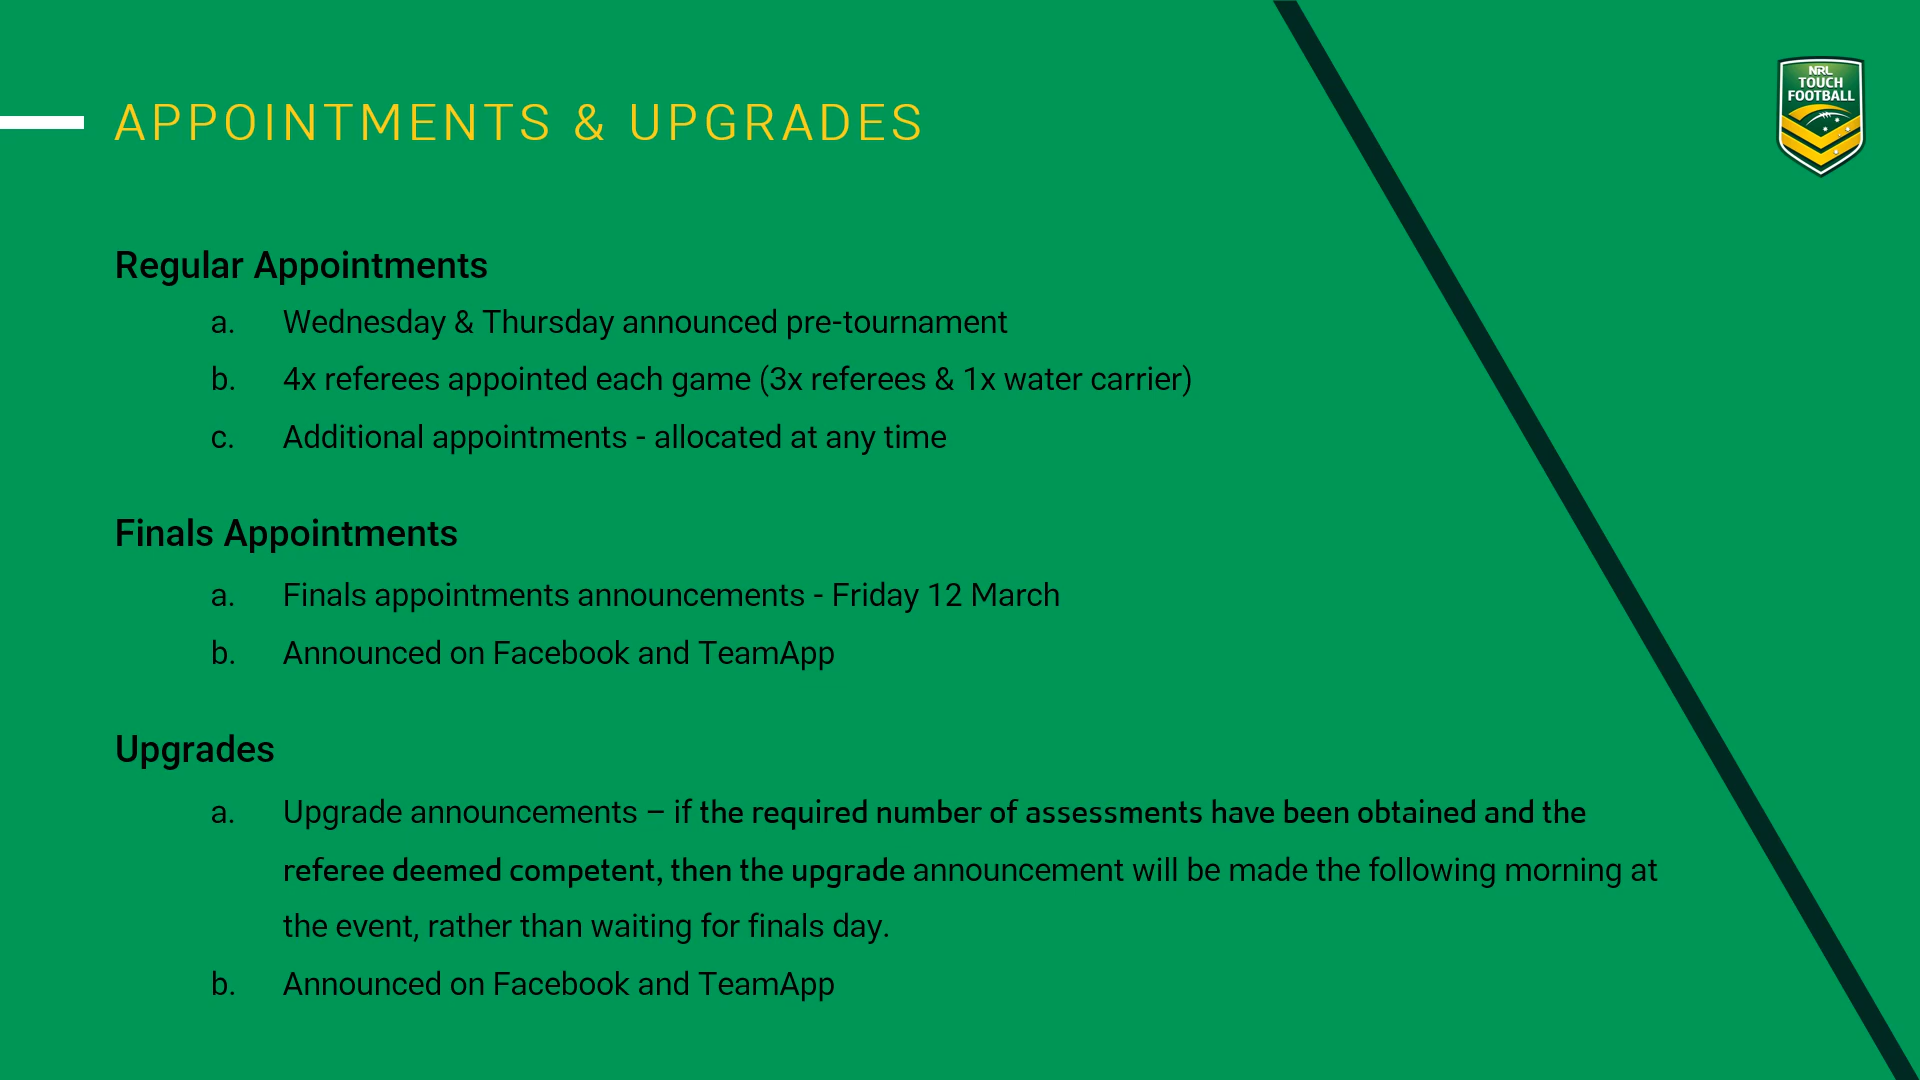 APPOINTMENTS & UPGRADES
NRL
TOUCH
FOOTBALL
Regular Appointments
a. Wednesday & Thursday announced pre-tournament
b. 4x referees appointed each game (3x referees & 1x water carrier)
c. Additional appointments - allocated at any time
Finals Appointments
a. Finals appointments announcements - Friday 12 March
b. Announced on Facebook and TeamApp
Upgrades
a. Upgrade announcements – if the required number of assessments have been obtained and the
referee deemed competent, then the upgrade announcement will be made the following morning at
the event, rather than waiting for finals day.
b. Announced on Facebook and TeamApp